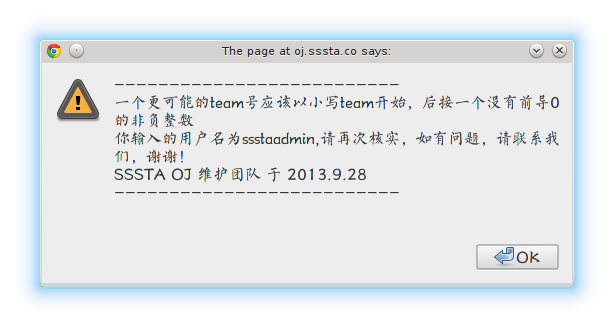 The page at oj.sssta.co says:
--------------------------
一个更可能的team号应该以小写team开始，后接一个没有前导0
的非负整数
你输入的用户名为ssstaadmin,请再次核实，如有问题，请联系我
们，谢谢！
SSSTA OJ 维护团队 于 2013.9.28
--------------------------
OK